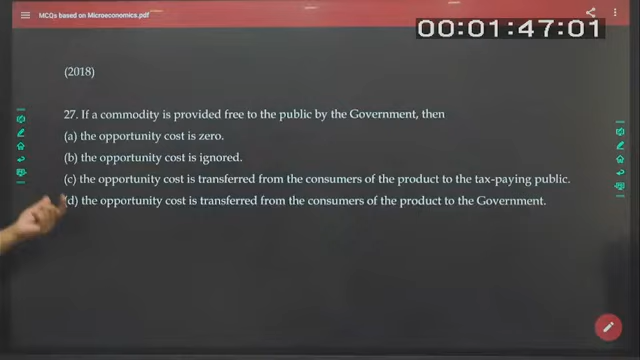 MCQs based on Microeconomics.pdf
00:01:47:01
(2018)
27. If a commodity is provided free to the public by the Government, then
(a) the opportunity cost is zero.
(b) the opportunity cost is ignored.
(c) the opportunity cost is transferred from the consumers of the product to the tax-paying public.
(d) the opportunity cost is transferred from the consumers of the product to the Government.